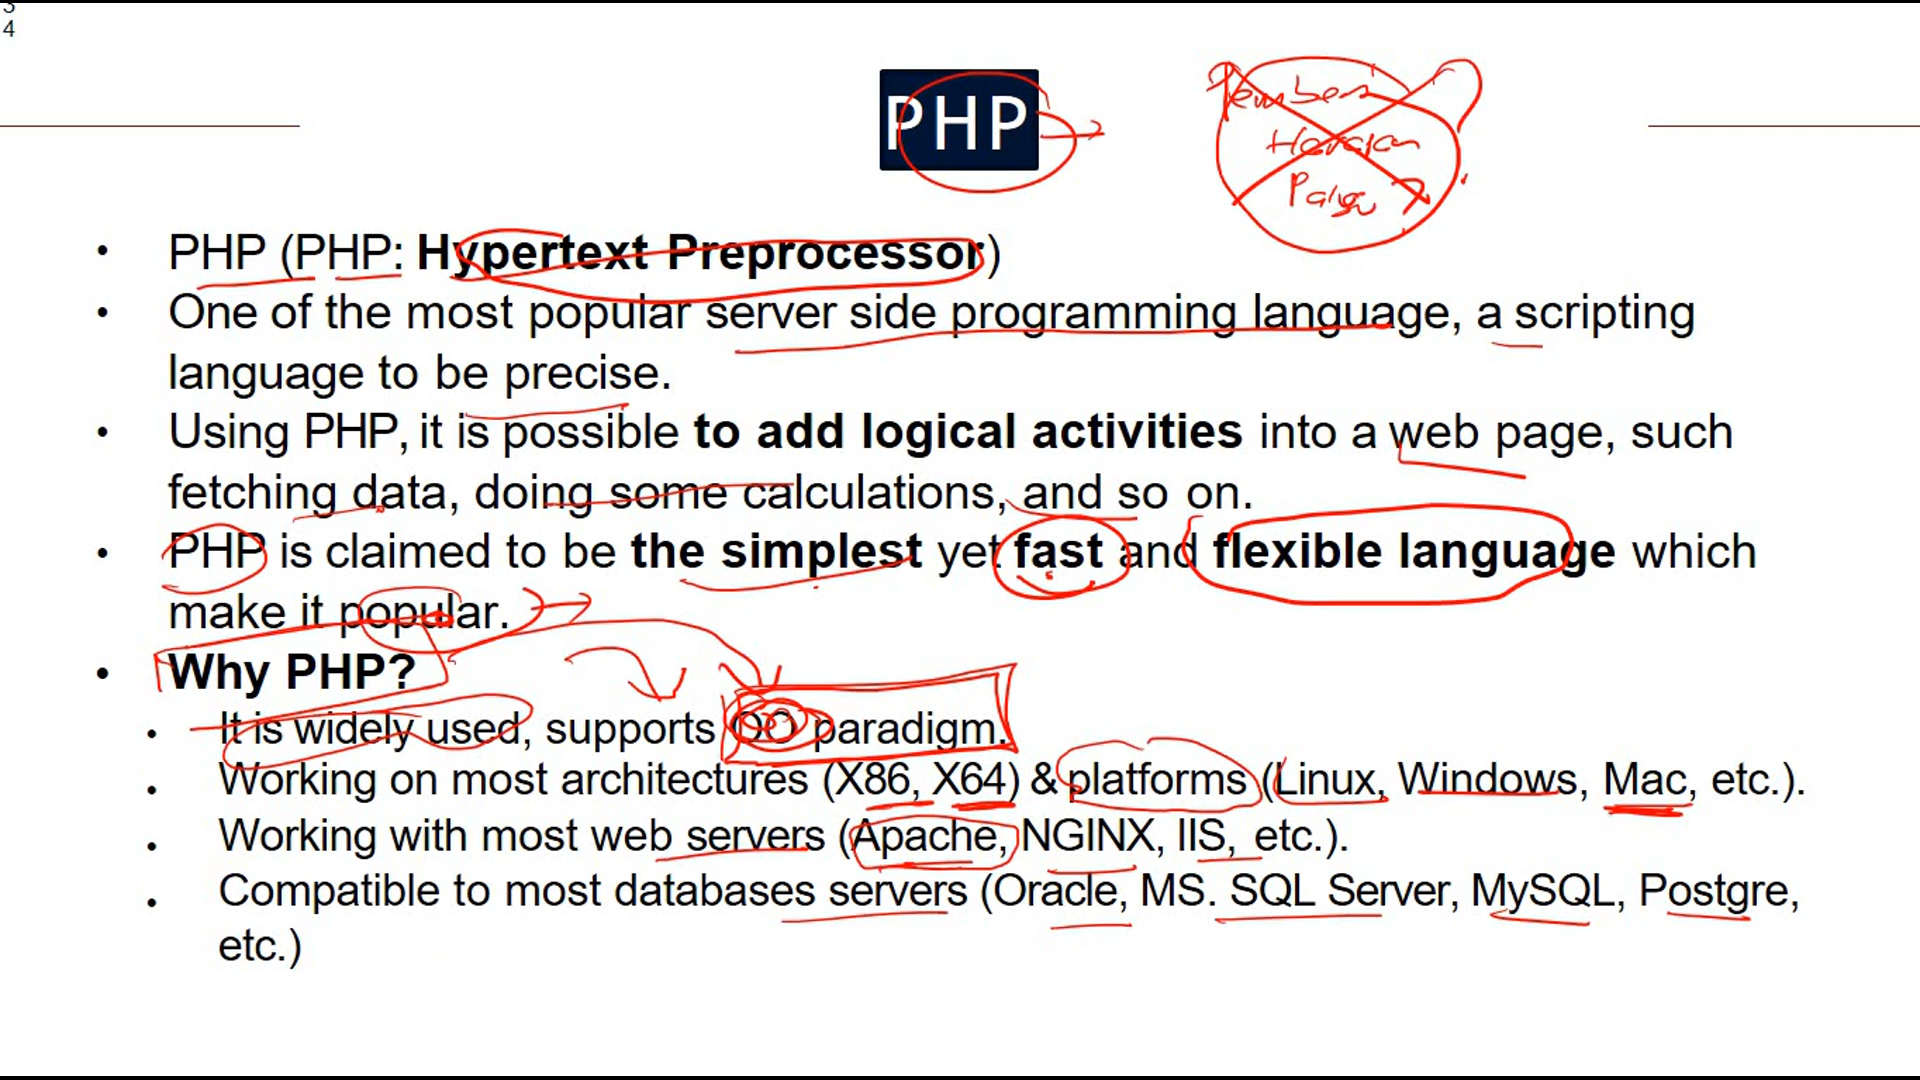 3
4
PHP
Pemberi
Harapan
Palsu
PHP (PHP: Hypertext Preprocessor)
One of the most popular server side programming language, a scripting
language to be precise.
Using PHP, it is possible to add logical activities into a web page, such
fetching data, doing some calculations, and so on.
PHP is claimed to be the simplest yet fast and flexible language which
make it popular.
Why PHP?
It is widely used, supports OO paradigm.
Working on most architectures (X86, X64) & platforms (Linux, Windows, Mac, etc.).
Working with most web servers (Apache, NGINX, IIS, etc.).
Compatible to most databases servers (Oracle, MS. SQL Server, MySQL, Postgre,
etc.)